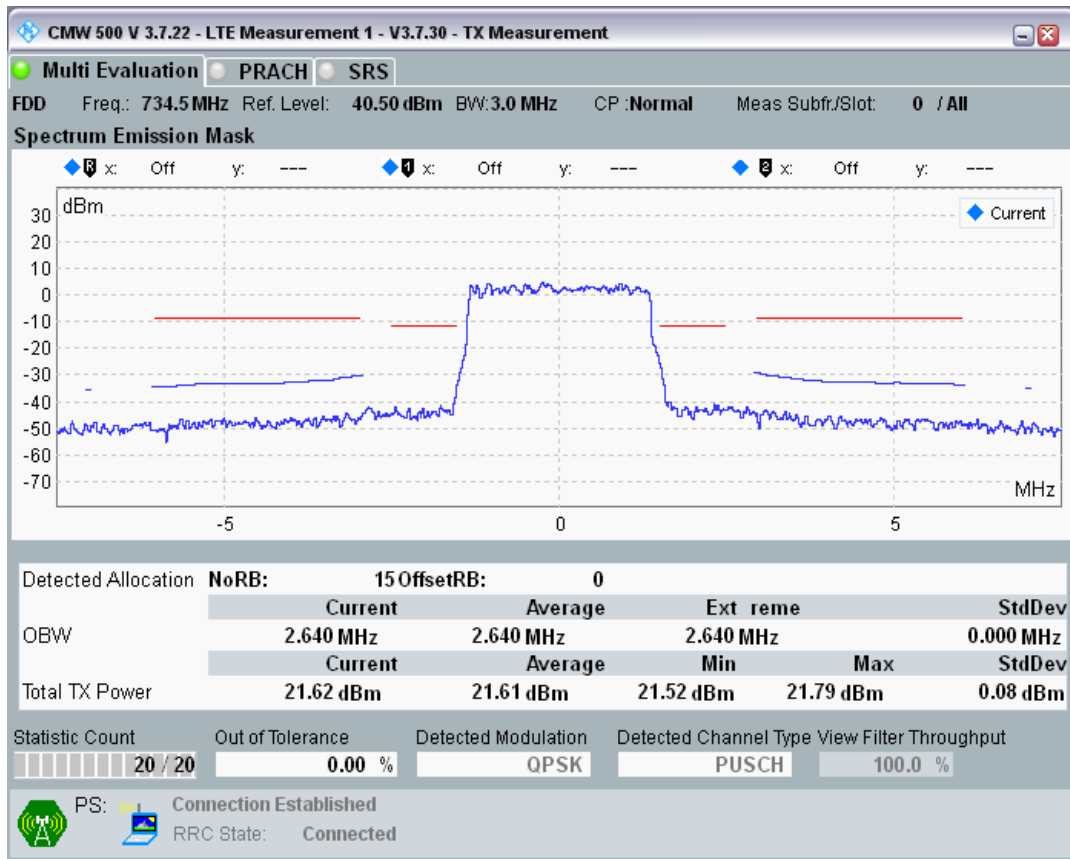 CMW 500 V 3.7.22 - LTE Measurement 1 - V3.7.30 - TX Measurement
Multi Evaluation PRACH SRS
FDD Freq.: 734.5 MHz Ref. Level: 40.50 dBm BW: 3.0 MHz CP :Normal Meas Subfr./Slot: 0 / All
Spectrum Emission Mask
R x: Off y: --- 1 x: Off y: --- 2 x: Off y: ---
dBm
Current
30
20
10
0
-10
-20
-30
-40
-50
-60
-70
MHz
-5 0 5
Detected Allocation NoRB: 15 OffsetRB: 0
Current Average Ext reme StdDev
OBW 2.640 MHz 2.640 MHz 2.640 MHz 0.000 MHz
Current Average Min Max StdDev
Total TX Power 21.62 dBm 21.61 dBm 21.52 dBm 21.79 dBm 0.08 dBm
Statistic Count Out of Tolerance Detected Modulation Detected Channel Type View Filter Throughput
20 / 20 0.00 % QPSK PUSCH 100.0 %
PS: Connection Established
RRC State: Connected